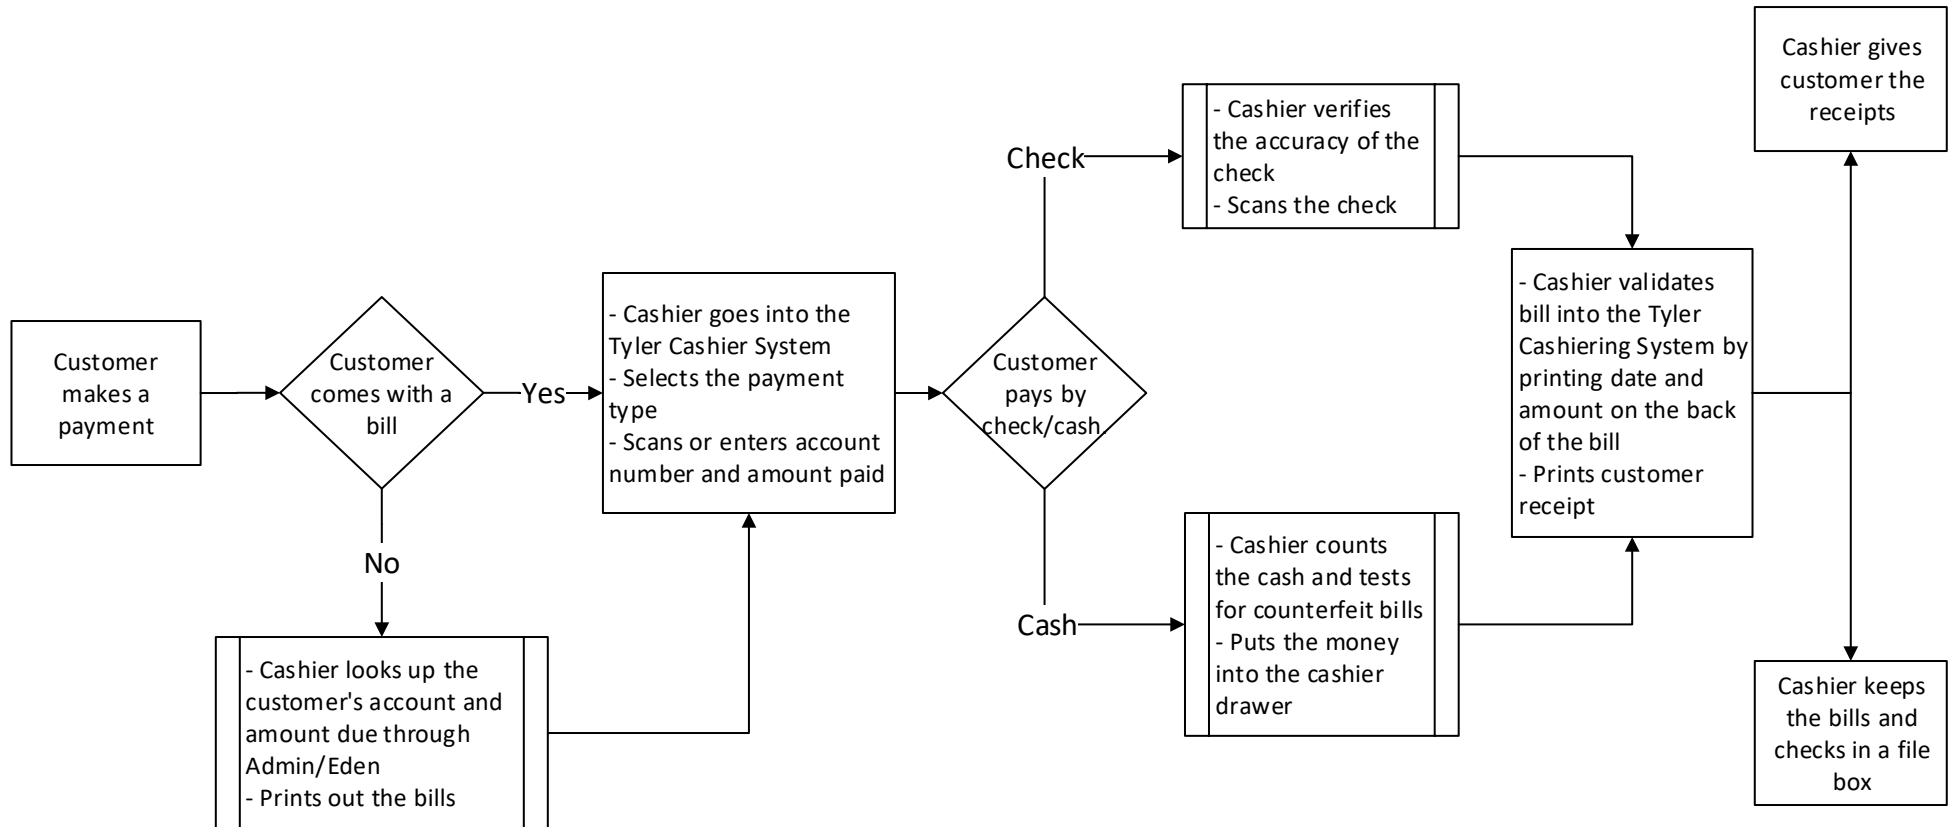 Customer
makes a
payment
Customer
comes with a
bill
Yes
No
- Cashier looks up the
customer's account and
amount due through
Admin/Eden
- Prints out the bills
- Cashier goes into the
Tyler Cashier System
- Selects the payment
type
- Scans or enters account
number and amount paid
Customer
pays by
check/cash.
Check
- Cashier verifies
the accuracy of the
check
- Scans the check
Cash
- Cashier counts
the cash and tests
for counterfeit bills
- Puts the money
into the cashier
drawer
- Cashier validates
bill into the Tyler
Cashiering System by
printing date and
amount on the back
of the bill
- Prints customer
receipt
Cashier gives
customer the
receipts
Cashier keeps
the bills and
checks in a file
box